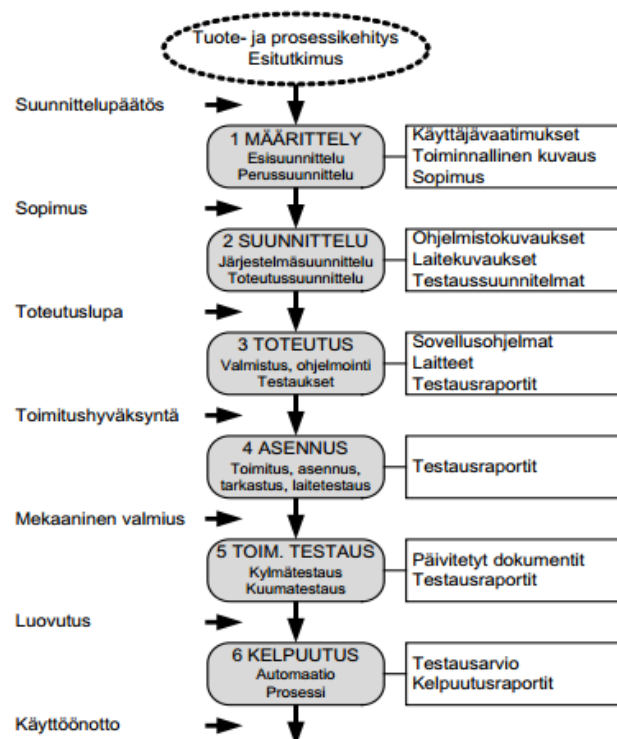 Tuote- ja prosessikehitys
Esitutkimus
Suunnittelupäätös
1 MÄÄRITTELY
Esisuunnittelu
Perussuunnittelu
Käyttäjävaatimukset
Toiminnallinen kuvaus
Sopimus
Sopimus
2 SUUNNITTELU
Järjestelmäsuunnittelu
Toteutussuunnittelu
Ohjelmistokuvaukset
Laitekuvaukset
Testaussuunnitelmat
Toteutuslupa
3 TOTEUTUS
Valmistus, ohjelmointi
Testaukset
Sovellusohjelmat
Laitteet
Testausraportit
Toimitushyväksyntä
4 ASENNUS
Toimitus, asennus,
tarkastus, laitetestaus
Testausraportit
Mekaaninen valmius
5 TOIM. TESTAUS
Kylmätestaus
Kuumatestaus
Päivitetyt dokumentit
Testausraportit
Luovutus
6 KELPUUTUS
Automaatio
Prosessi
Testausarvio
Kelpuutusraportit
Käyttöönotto